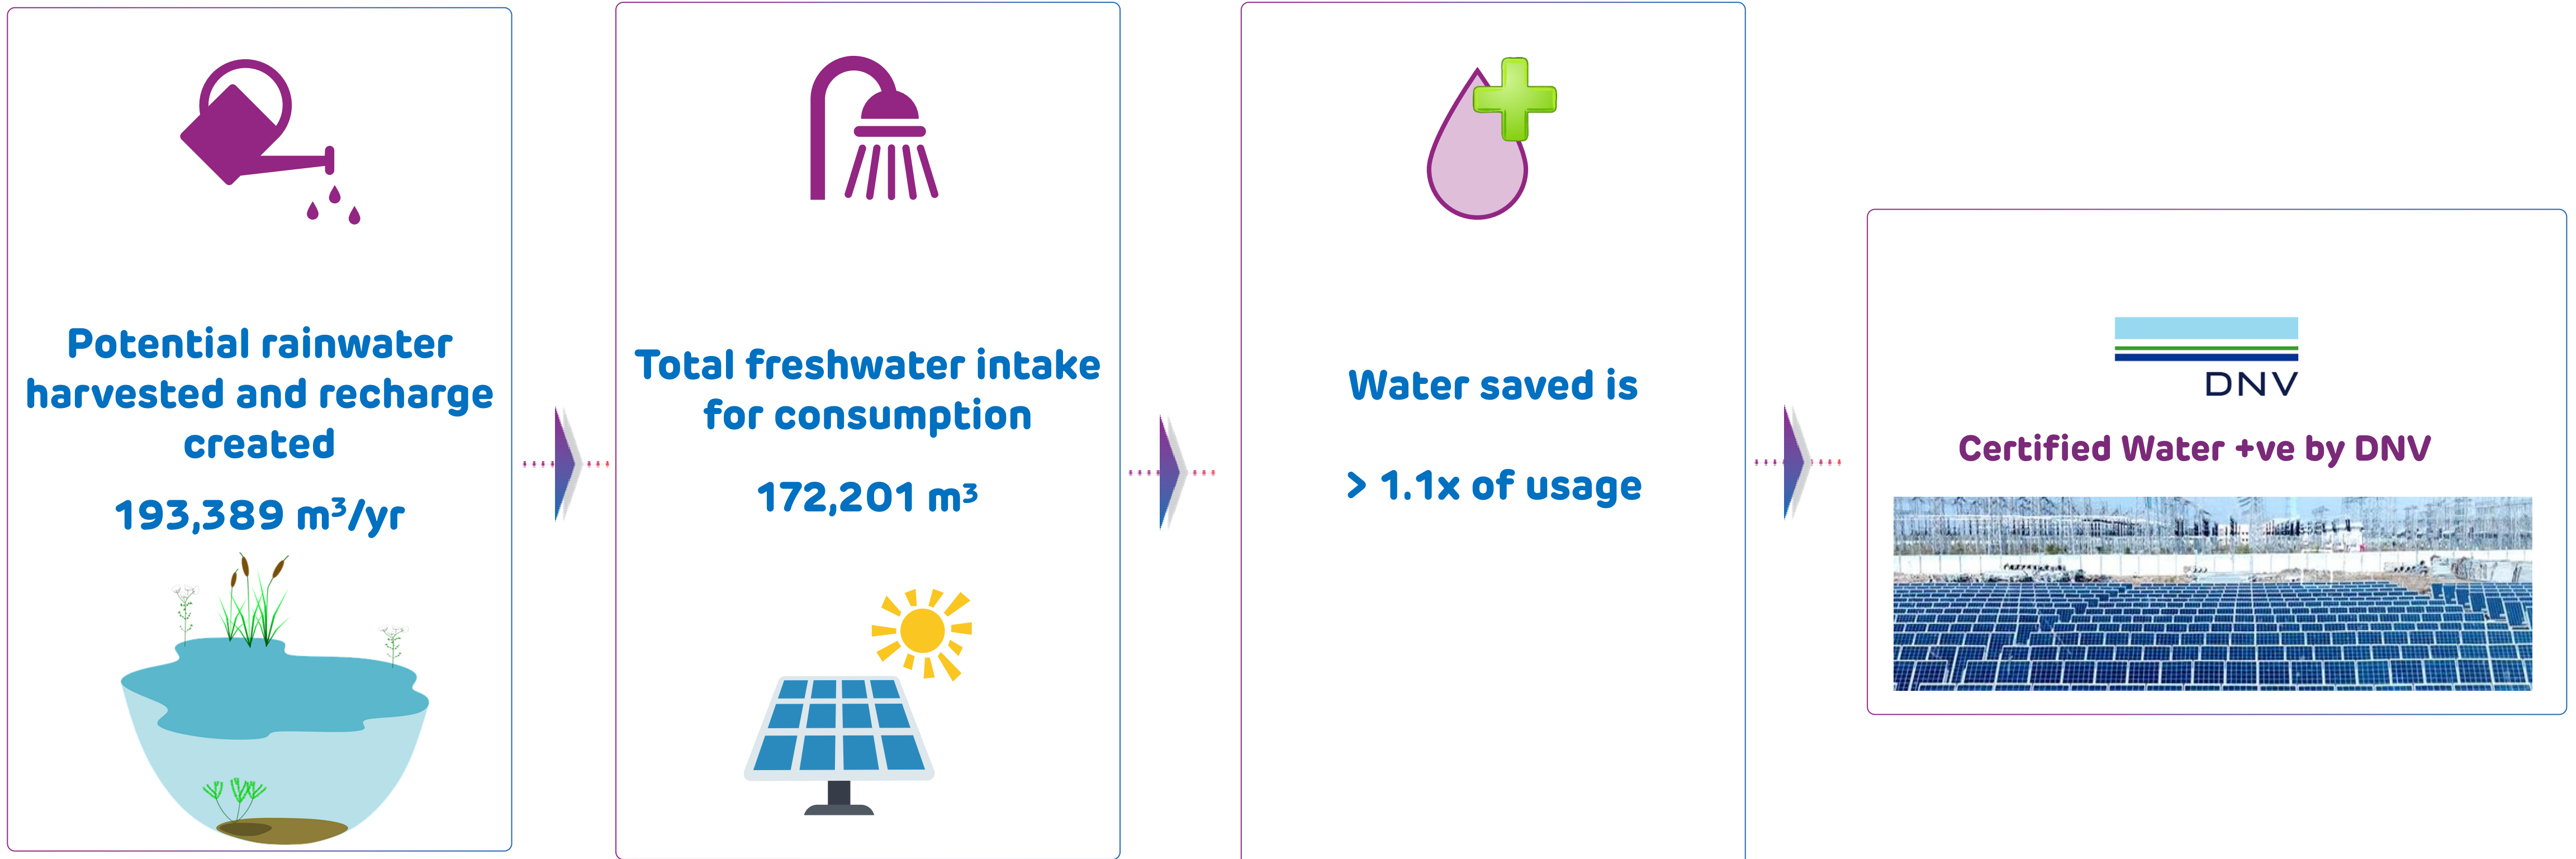 Potential rainwater
harvested and recharge
created
193,389 m³/yr
Total freshwater intake
for consumption
172,201 m³
Water saved is
> 1.1x of usage
DNV
Certified Water +ve by DNV